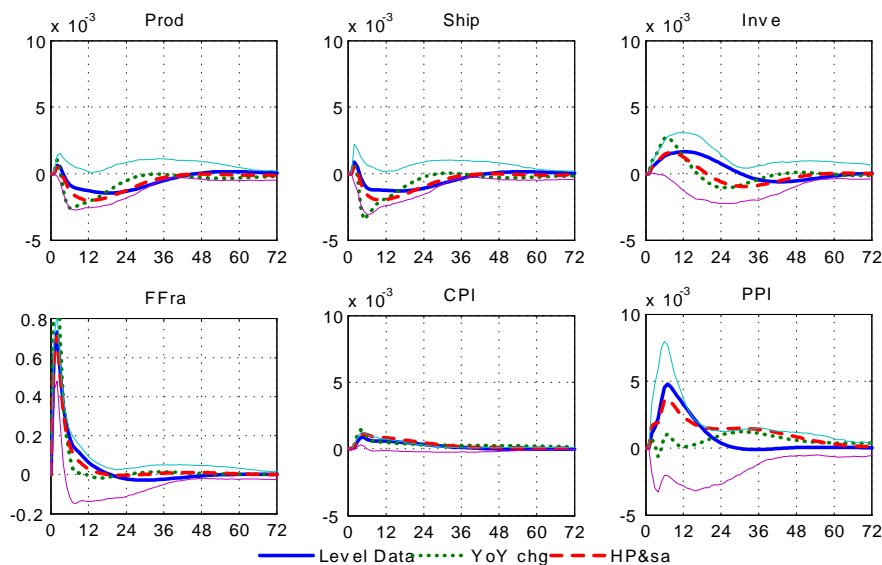 Prod Ship Inve
x 10 -3 x 10 -3 x 10 -3
10 10 10
5 5 5
0 0 0
-5 -5 -5
0 12 24 36 48 60 72 0 12 24 36 48 60 72 0 12 24 36 48 60 72
FFra CPI PPI
x 10 -3 x 10 -3
0.8 10 10
0.6
0.4 5 5
0.2
0 0 0
-0.2 -5 -5
0 12 24 36 48 60 72 0 12 24 36 48 60 72 0 12 24 36 48 60 72
Level Data YoY chg HP&sa